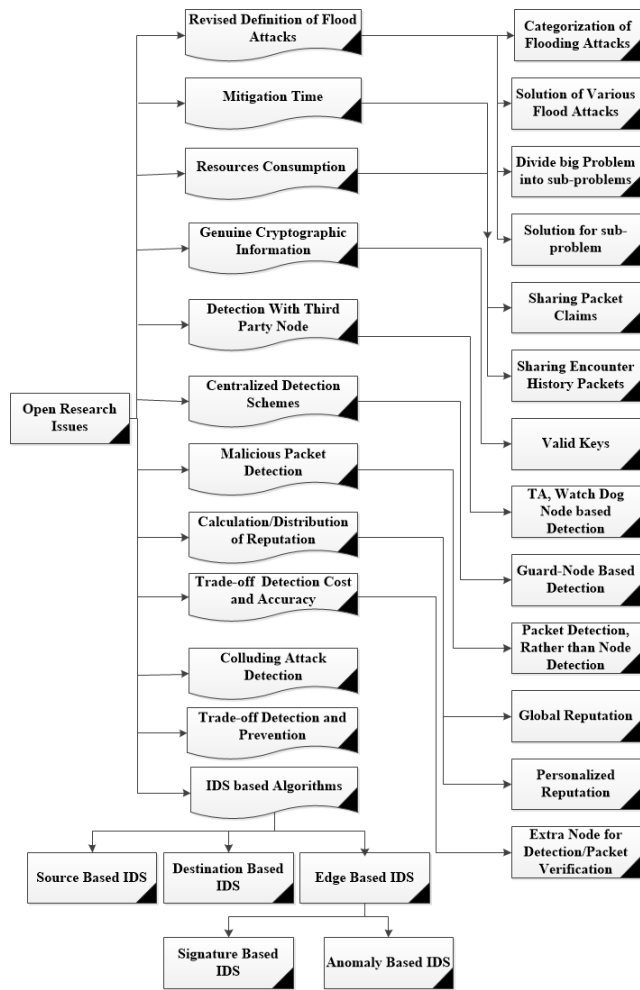 Open Research
Issues
Revised Definition of Flood
Attacks
Mitigation Time
Resources Consumption
Genuine Cryptographic
Information
Detection With Third
Party Node
Centralized Detection
Schemes
Malicious Packet
Detection
Calculation/Distribution
of Reputation
Trade-off Detection Cost
and Accuracy
Colluding Attack
Detection
Trade-off Detection and
Prevention
IDS based Algorithms
Categorization of
Flooding Attacks
Solution of Various
Flood Attacks
Divide big Problem
into sub-problems
Solution for sub-
problem
Sharing Packet
Claims
Sharing Encounter
History Packets
Valid Keys
TA, Watch Dog
Node based
Detection
Guard-Node Based
Detection
Packet Detection,
Rather than Node
Detection
Global Reputation
Personalized
Reputation
Extra Node for
Detection/Packet
Verification
Source Based IDS
Destination Based
IDS
Edge Based IDS
Signature Based
IDS
Anomaly Based IDS